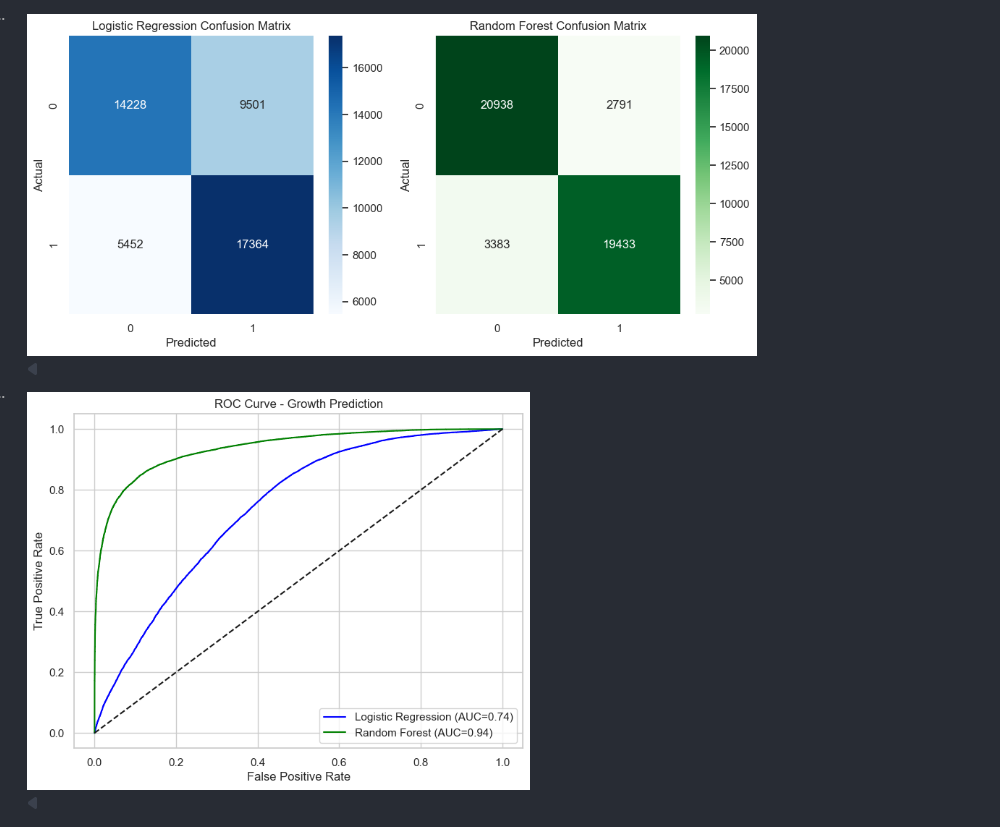 Logistic Regression Confusion Matrix
Random Forest Confusion Matrix
14228 9501
5452 17364
0 1
0 1
Predicted
Actual
16000
14000
12000
10000
8000
6000
20938 2791
3383 19433
0 1
0 1
Predicted
Actual
20000
17500
15000
12500
10000
7500
5000
ROC Curve - Growth Prediction
1.0
0.8
0.6
0.4
0.2
0.0
True Positive Rate
Logistic Regression (AUC=0.74)
Random Forest (AUC=0.94)
0.0 0.2 0.4 0.6 0.8 1.0
False Positive Rate